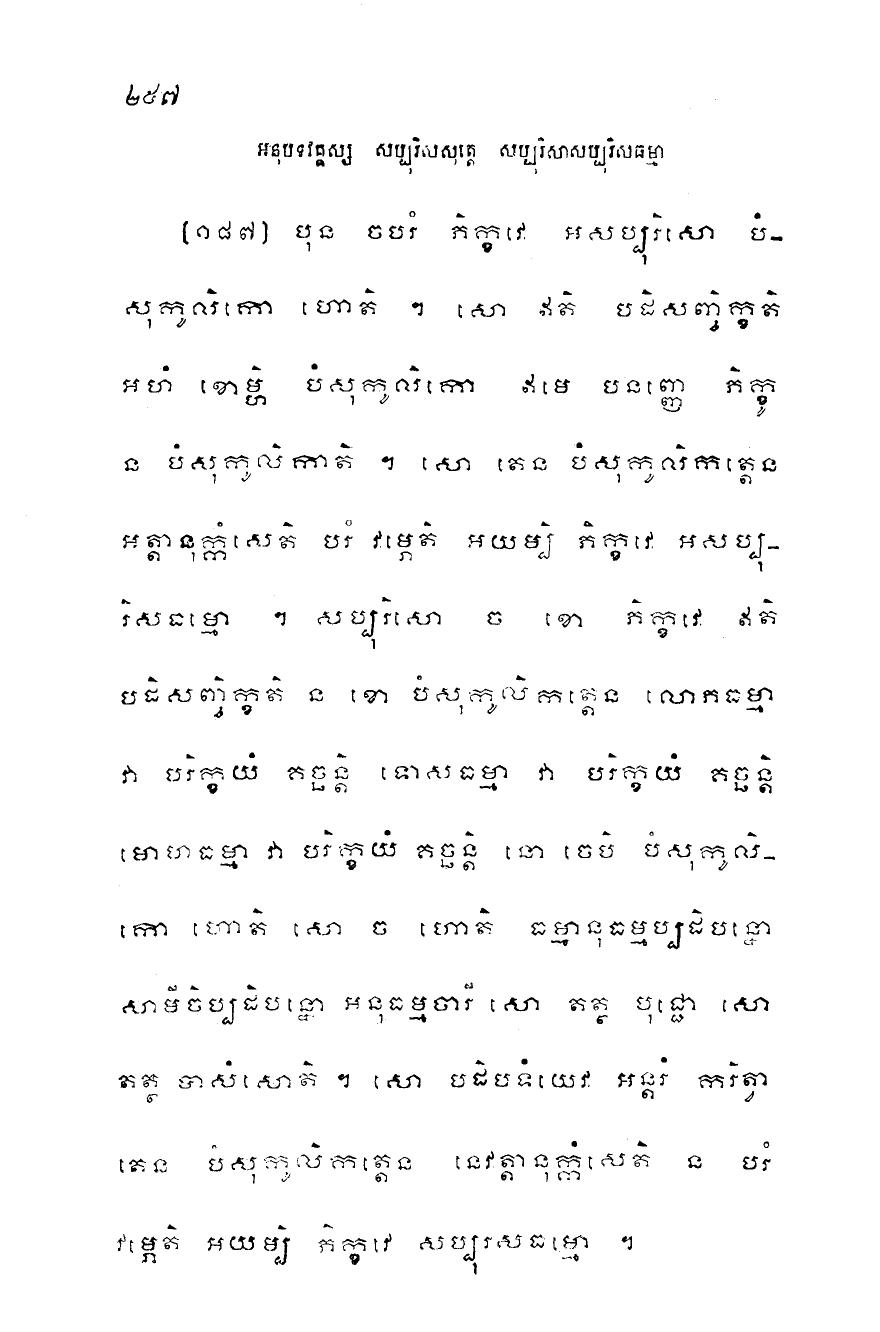 ២៥៧
អនុបទវគ្គស្ស សប្បុរិសសុត្តេ សប្បុរិសាសប្បុរិសធម្មា
(១៨៧) បុន ចបរំ ភិក្ខវេ អសប្បុរិសោ បំ-
សុកូលិកោ ហោតិ ។ សោ ឥតិ បដិសញ្ចិក្ខតិ
អហំ ខោម្ហិ បំសុកូលិកោ ឥមេ បនញ្ញេ ភិក្ខូ
ន បំសុកូលិកាតិ ។ សោ តេន បំសុកូលិកត្តេន
អត្តានុក្កំសេតិ បរំ វម្ភេតិ អយម្បិ ភិក្ខវេ អសប្បុ-
រិសធម្មោ ។ សប្បុរិសោ ច ខោ ភិក្ខវេ ឥតិ
បដិសញ្ចិក្ខតិ ន ខោ បំសុកូលិកត្តេន លោភធម្មា
វា បរិក្ខយំ គច្ឆន្តិ ទោសធម្មា វា បរិក្ខយំ គច្ឆន្តិ
មោហធម្មា វា បរិក្ខយំ គច្ឆន្តិ នោ ចេបិ បំសុកូលិ-
កោ ហោតិ សោ ច ហោតិ ធម្មានុធម្មប្បដិបន្នោ
សាមីចិប្បដិបន្នោ អនុធម្មចារី សោ តត្ថ បុជ្ជោ សោ
តត្ថ បាសំសោតិ ។ សោ បដិបទំយេវ អន្តរំ ករិត្វា
តេន បំសុកូលិកត្តេន នេវត្តានុក្កំសេតិ ន បរំ
វម្ភេតិ អយម្បិ ភិក្ខវេ សប្បុរិសធម្មោ ។